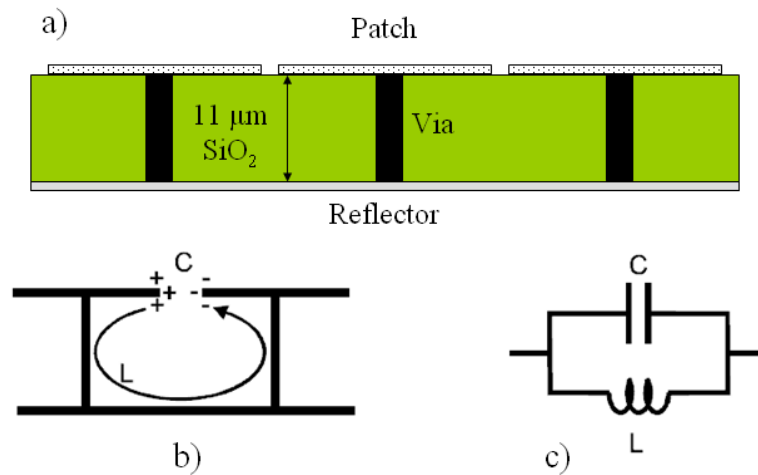 a)
Patch
11 μm
SiO₂
Via
Reflector
C
+ -
+ -
+ -
L
b)
C
L
c)